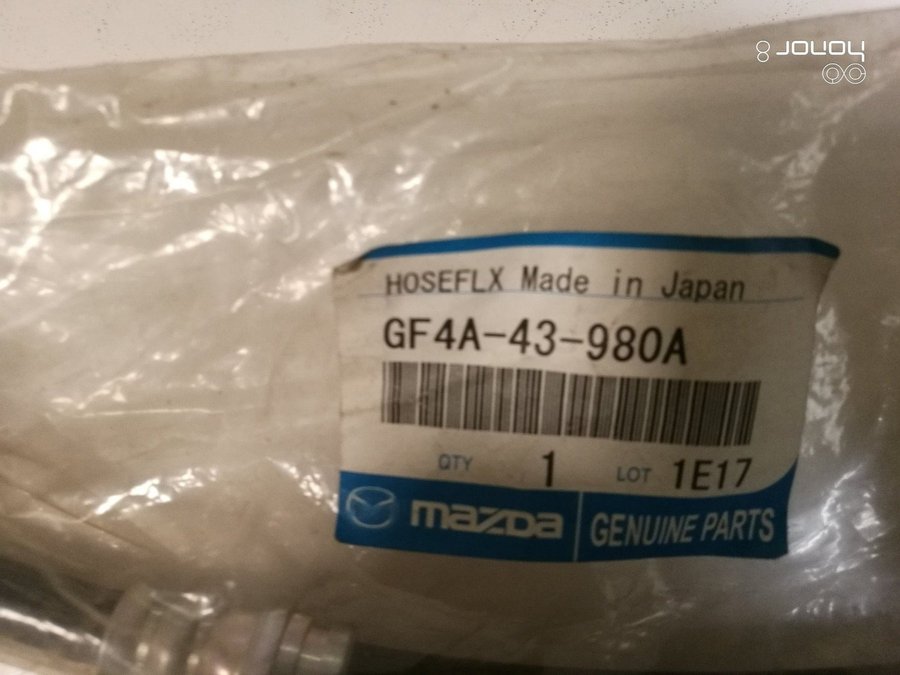 HOSEFLX Made in Japan
GF4A-43-980A
QTY 1 LOT 1E17
mazda GENUINE PARTS